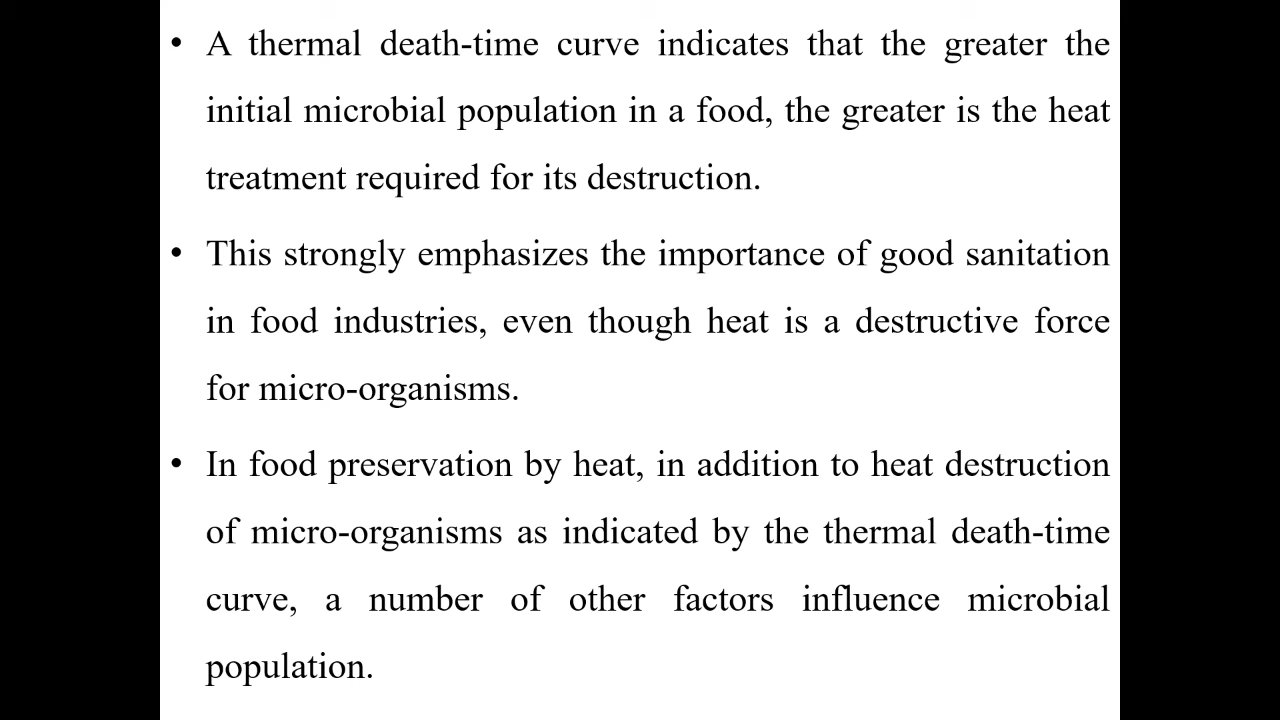 • A thermal death-time curve indicates that the greater the
initial microbial population in a food, the greater is the heat
treatment required for its destruction.
• This strongly emphasizes the importance of good sanitation
in food industries, even though heat is a destructive force
for micro-organisms.
• In food preservation by heat, in addition to heat destruction
of micro-organisms as indicated by the thermal death-time
curve, a number of other factors influence microbial
population.